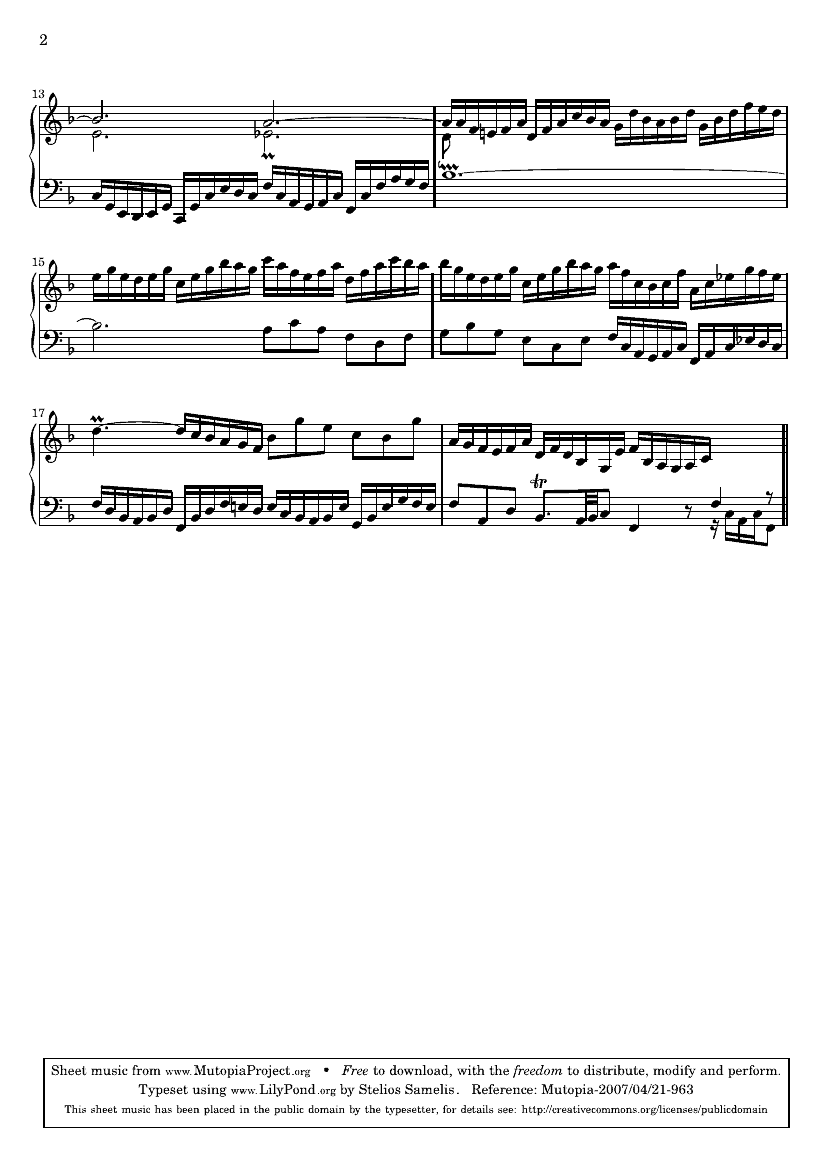 2
13
15
17
tr
Sheet music from www.MutopiaProject.org • Free to download, with the freedom to distribute, modify and perform.
Typeset using www.LilyPond.org by Stelios Samelis. Reference: Mutopia-2007/04/21-963
This sheet music has been placed in the public domain by the typesetter, for details see: http://creativecommons.org/licenses/publicdomain